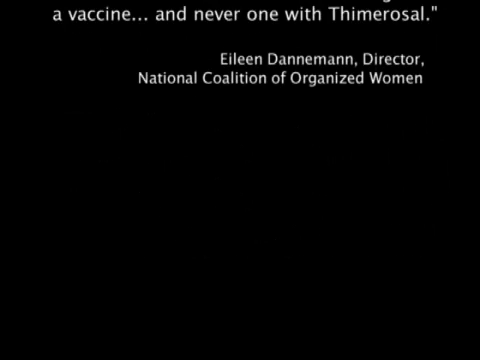 a vaccine... and never one with Thimerosal."
Eileen Dannemann, Director,
National Coalition of Organized Women